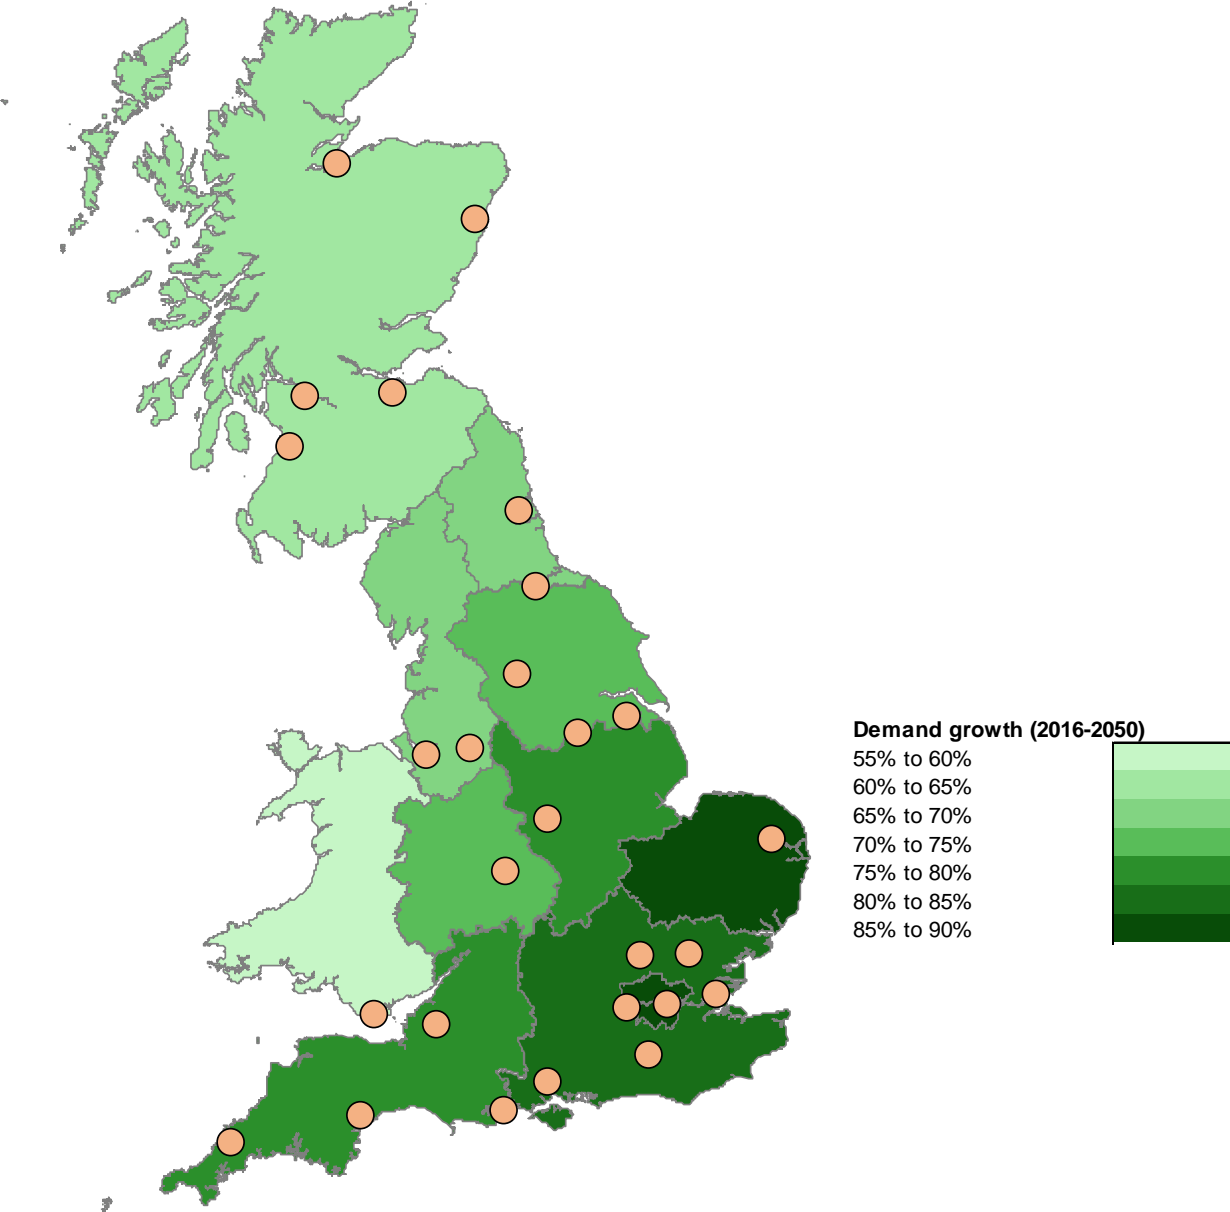 Demand growth (2016-2050)
55% to 60%
60% to 65%
65% to 70%
70% to 75%
75% to 80%
80% to 85%
85% to 90%